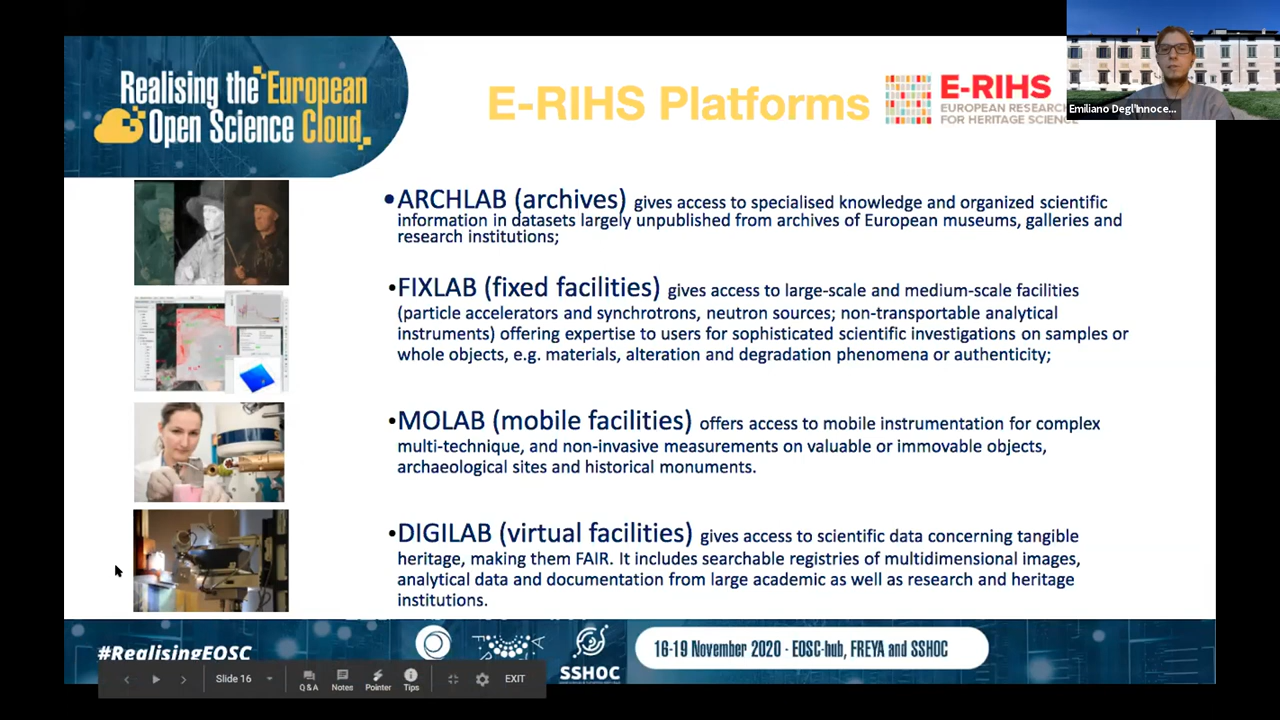 Realising the European
Open Science Cloud
E-RIHS Platforms
E-RIHS
EUROPEAN RESEARC
FOR HERITAGE SCIENCE
Emiliano Degl'Innoce...
•ARCHLAB (archives) gives access to specialised knowledge and organized scientific
information in datasets largely unpublished from archives of European museums, galleries and
research institutions;
•FIXLAB (fixed facilities) gives access to large-scale and medium-scale facilities
(particle accelerators and synchrotrons, neutron sources; non-transportable analytical
instruments) offering expertise to users for sophisticated scientific investigations on samples or
whole objects, e.g. materials, alteration and degradation phenomena or authenticity;
•MOLAB (mobile facilities) offers access to mobile instrumentation for complex
multi-technique, and non-invasive measurements on valuable or immovable objects,
archaeological sites and historical monuments.
•DIGILAB (virtual facilities) gives access to scientific data concerning tangible
heritage, making them FAIR. It includes searchable registries of multidimensional images,
analytical data and documentation from large academic as well as research and heritage
institutions.
#RealisingEOSC
SSHOC
16-19 November 2020 - EOSC-hub, FREYA and SSHOC
Slide 16
Q&A
Notes
Pointer
Tips
EXIT